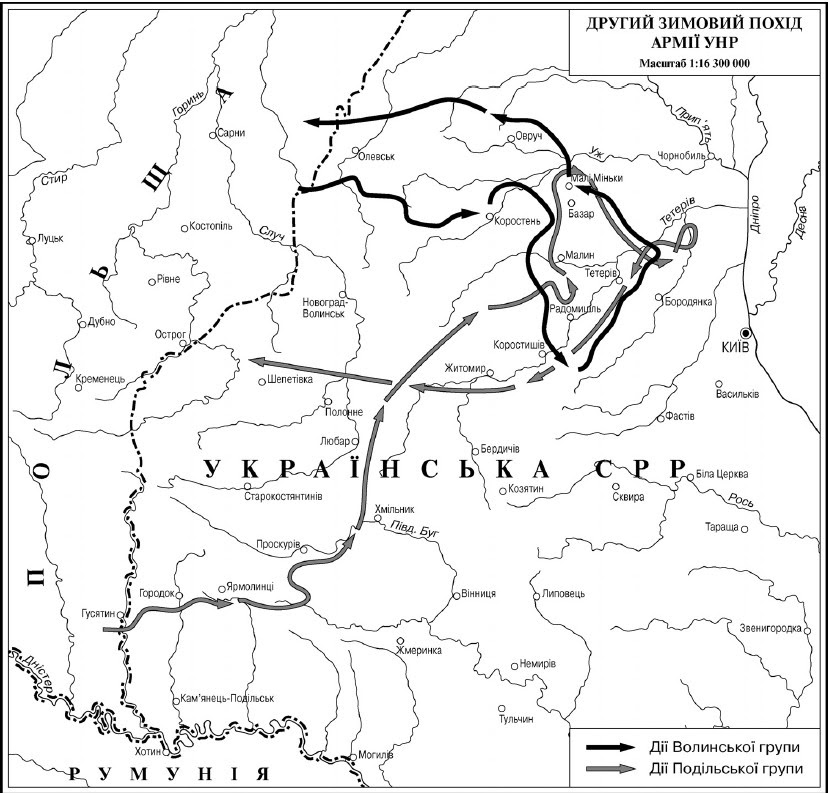 ДРУГИЙ ЗИМОВИЙ ПОХІД
АРМІЇ УНР
Масштаб 1:16 300 000
Горинь
Сарни
Стир
Луцьк
Костопіль
Случ
Рівне
Дубно
Острог
Кременець
Олевськ
Овруч
Прип'ять
Чорнобиль
Уж
Мал. Міньки
Базар
Коростень
Тетерів
Дніпро
Десна
Малин
Тетерів
Новоград-
Волинськ
Радомишль
Бородянка
КИЇВ
Коростишів
Житомир
Шепетівка
Полонне
Васильків
Фастів
Любар
Бердичів
ПОЛЬЩА
УКРАЇНСЬКА СРР
Старокостянтинів
Козятин
Біла Церква
Сквира
Рось
Хмільник
Півд. Буг
Тараща
Проскурів
Ярмолинці
Городок
Гусятин
Вінниця
Липовець
Звенигородка
Жмеринка
Немирів
Дністер
Кам'янець-Подільськ
Тульчин
Хотин
Могилів
РУМУНІЯ
Дії Волинської групи
Дії Подільської групи